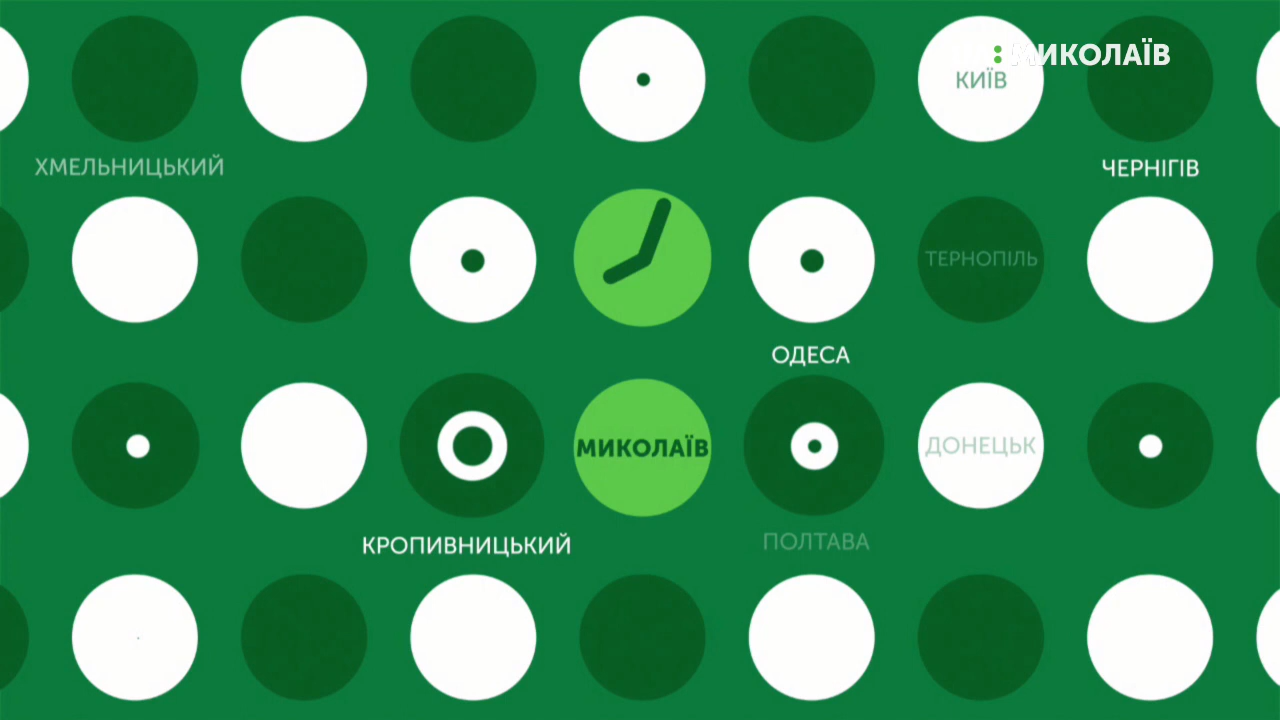 МИКОЛАЇВ
КИЇВ
ХМЕЛЬНИЦЬКИЙ
ЧЕРНІГІВ
ТЕРНОПІЛЬ
ОДЕСА
МИКОЛАЇВ
ДОНЕЦЬК
КРОПИВНИЦЬКИЙ
ПОЛТАВА